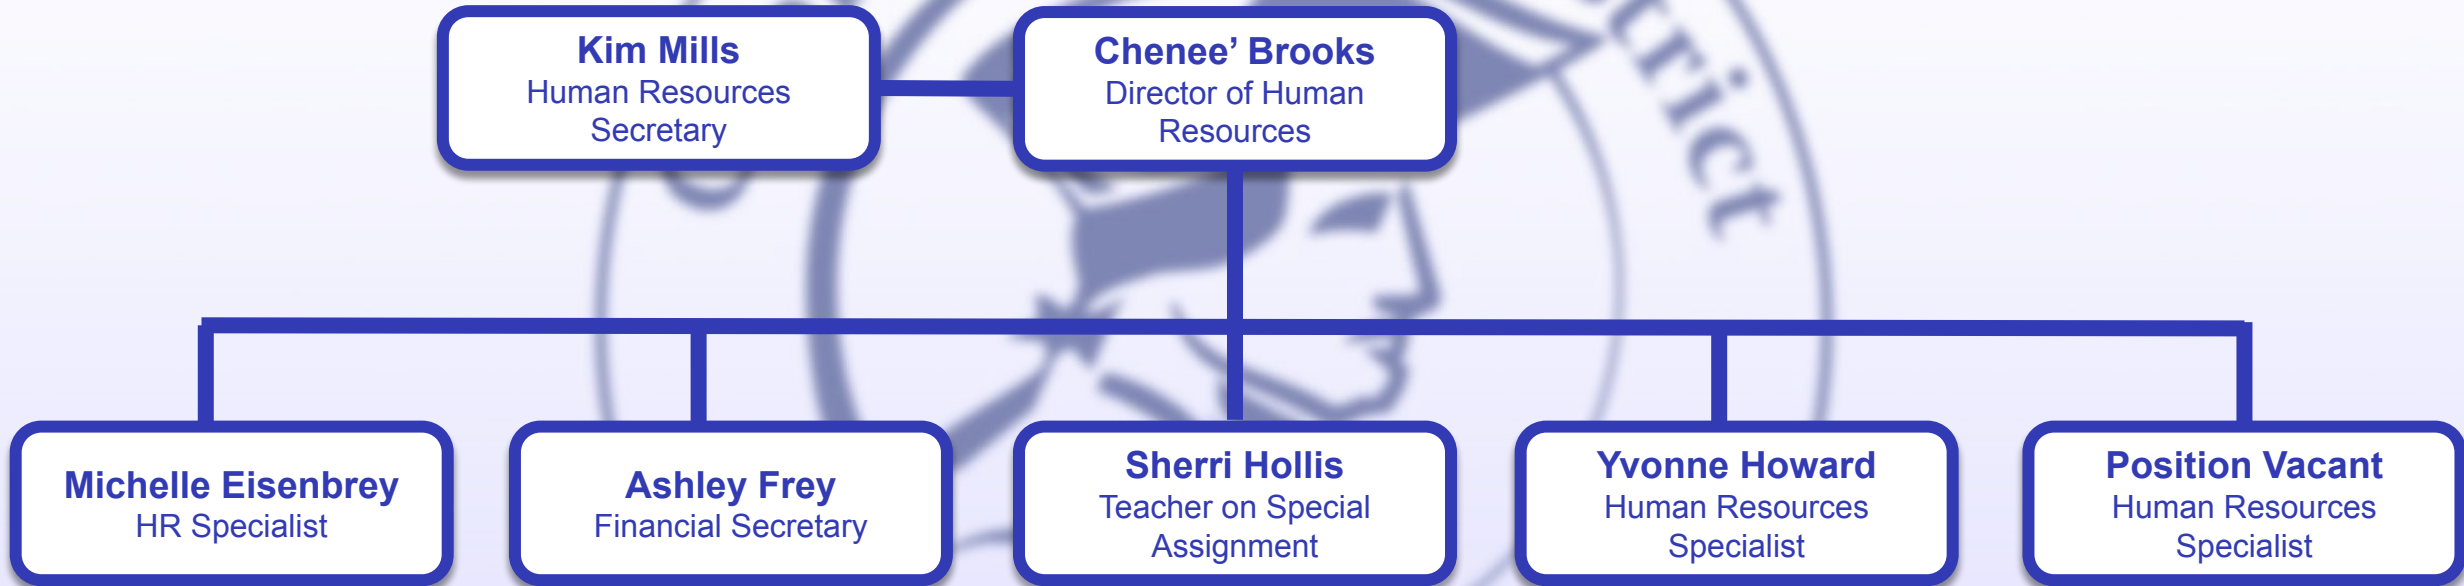 Kim Mills
Human Resources
Secretary
Chenee’ Brooks
Director of Human
Resources
Michelle Eisenbrey
HR Specialist
Ashley Frey
Financial Secretary
Sherri Hollis
Teacher on Special
Assignment
Yvonne Howard
Human Resources
Specialist
Position Vacant
Human Resources
Specialist
trict